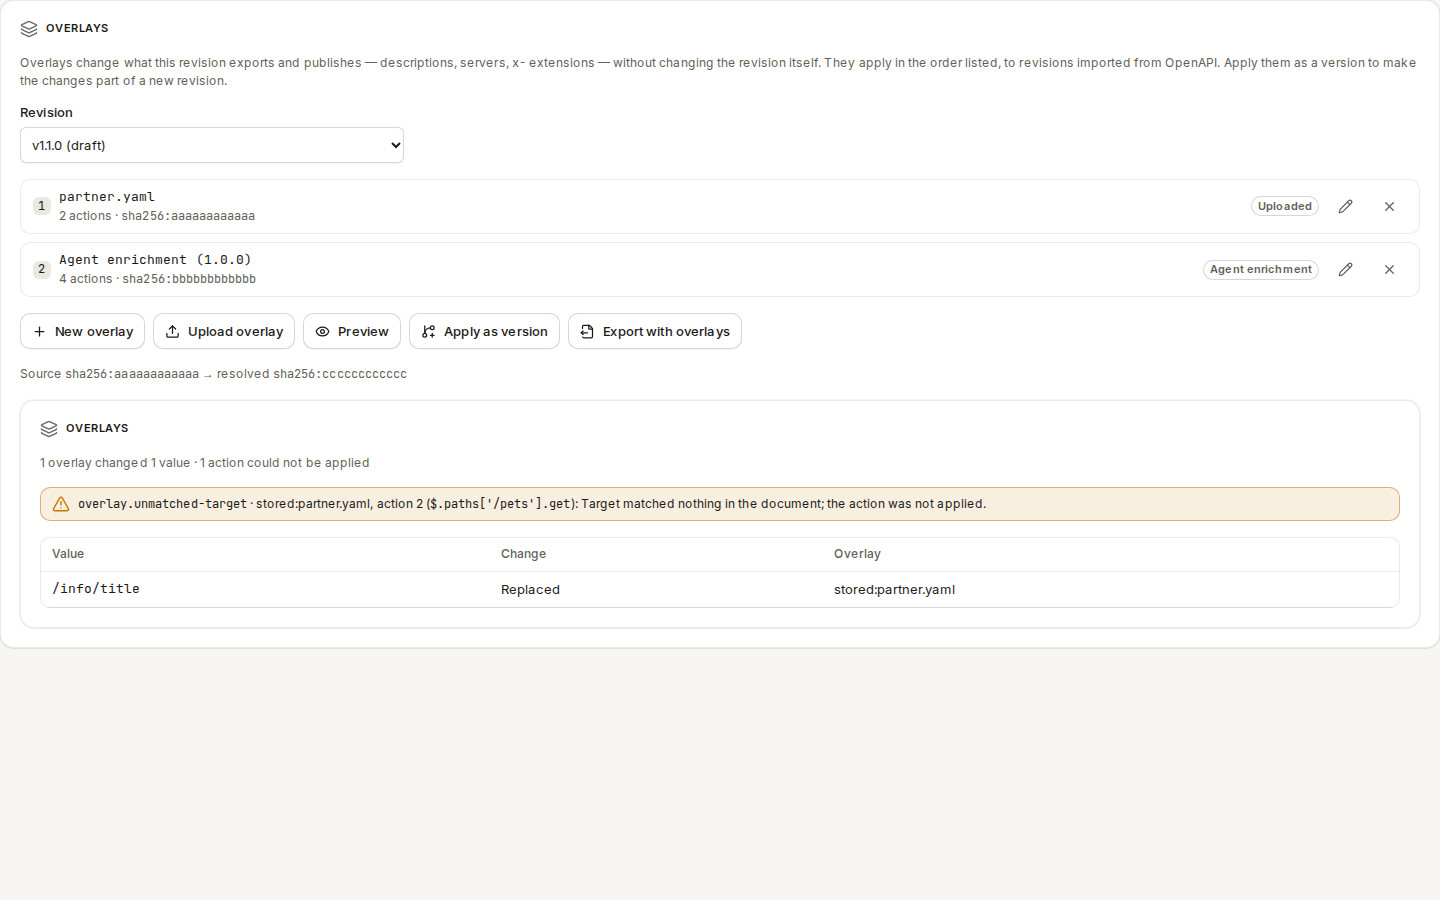 OVERLAYS
Overlays change what this revision exports and publishes — descriptions, servers, x- extensions — without changing the revision itself. They apply in the order listed, to revisions imported from OpenAPI. Apply them as a version to make
the changes part of a new revision.
Revision
v1.1.0 (draft)
1
partner.yaml
2 actions · sha256:aaaaaaaaaaaa
Uploaded
2
Agent enrichment (1.0.0)
4 actions · sha256:bbbbbbbbbbbb
Agent enrichment
New overlay
Upload overlay
Preview
Apply as version
Export with overlays
Source sha256:aaaaaaaaaaaa → resolved sha256:cccccccccccc
OVERLAYS
1 overlay changed 1 value · 1 action could not be applied
overlay.unmatched-target · stored:partner.yaml, action 2 ($.paths['/pets'].get): Target matched nothing in the document; the action was not applied.
Value Change Overlay
/info/title Replaced stored:partner.yaml